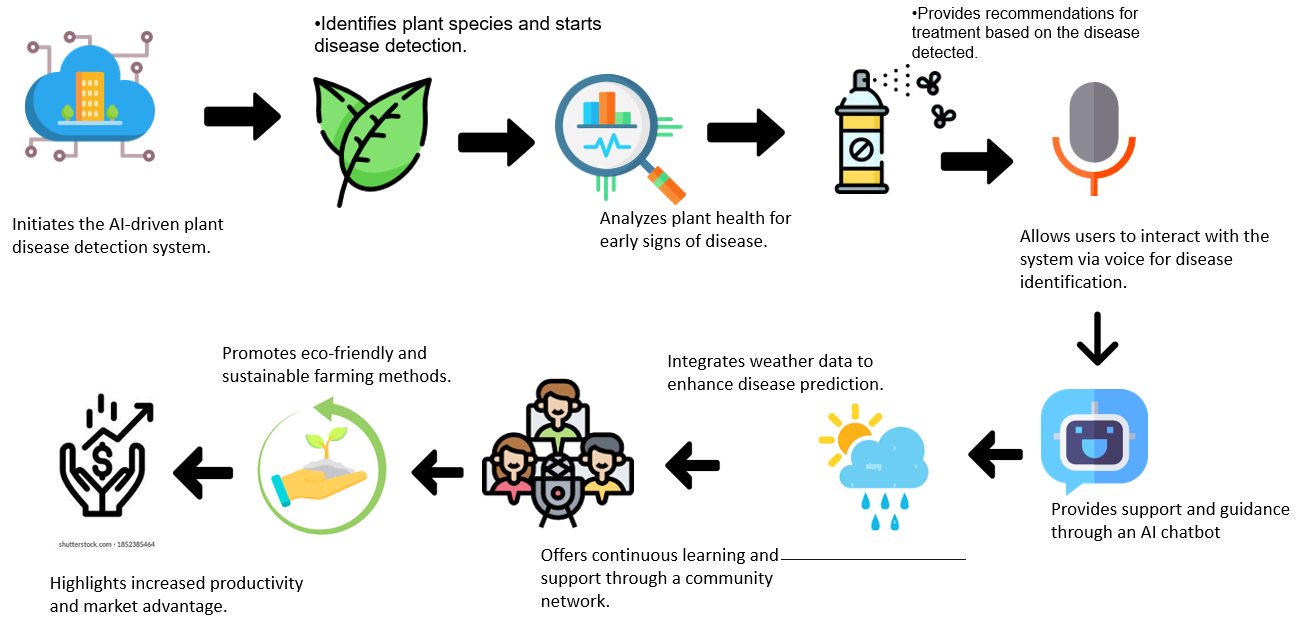 •Identifies plant species and starts
disease detection.
•Provides recommendations for
treatment based on the disease
detected.
Initiates the AI-driven plant
disease detection system.
Analyzes plant health for
early signs of disease.
Allows users to interact with the
system via voice for disease
identification.
Promotes eco-friendly and
sustainable farming methods.
Integrates weather data to
enhance disease prediction.
$
Provides support and guidance
through an AI chatbot
shutterstock.com · 1852385464
Offers continuous learning and
support through a community
network.
Highlights increased productivity
and market advantage.